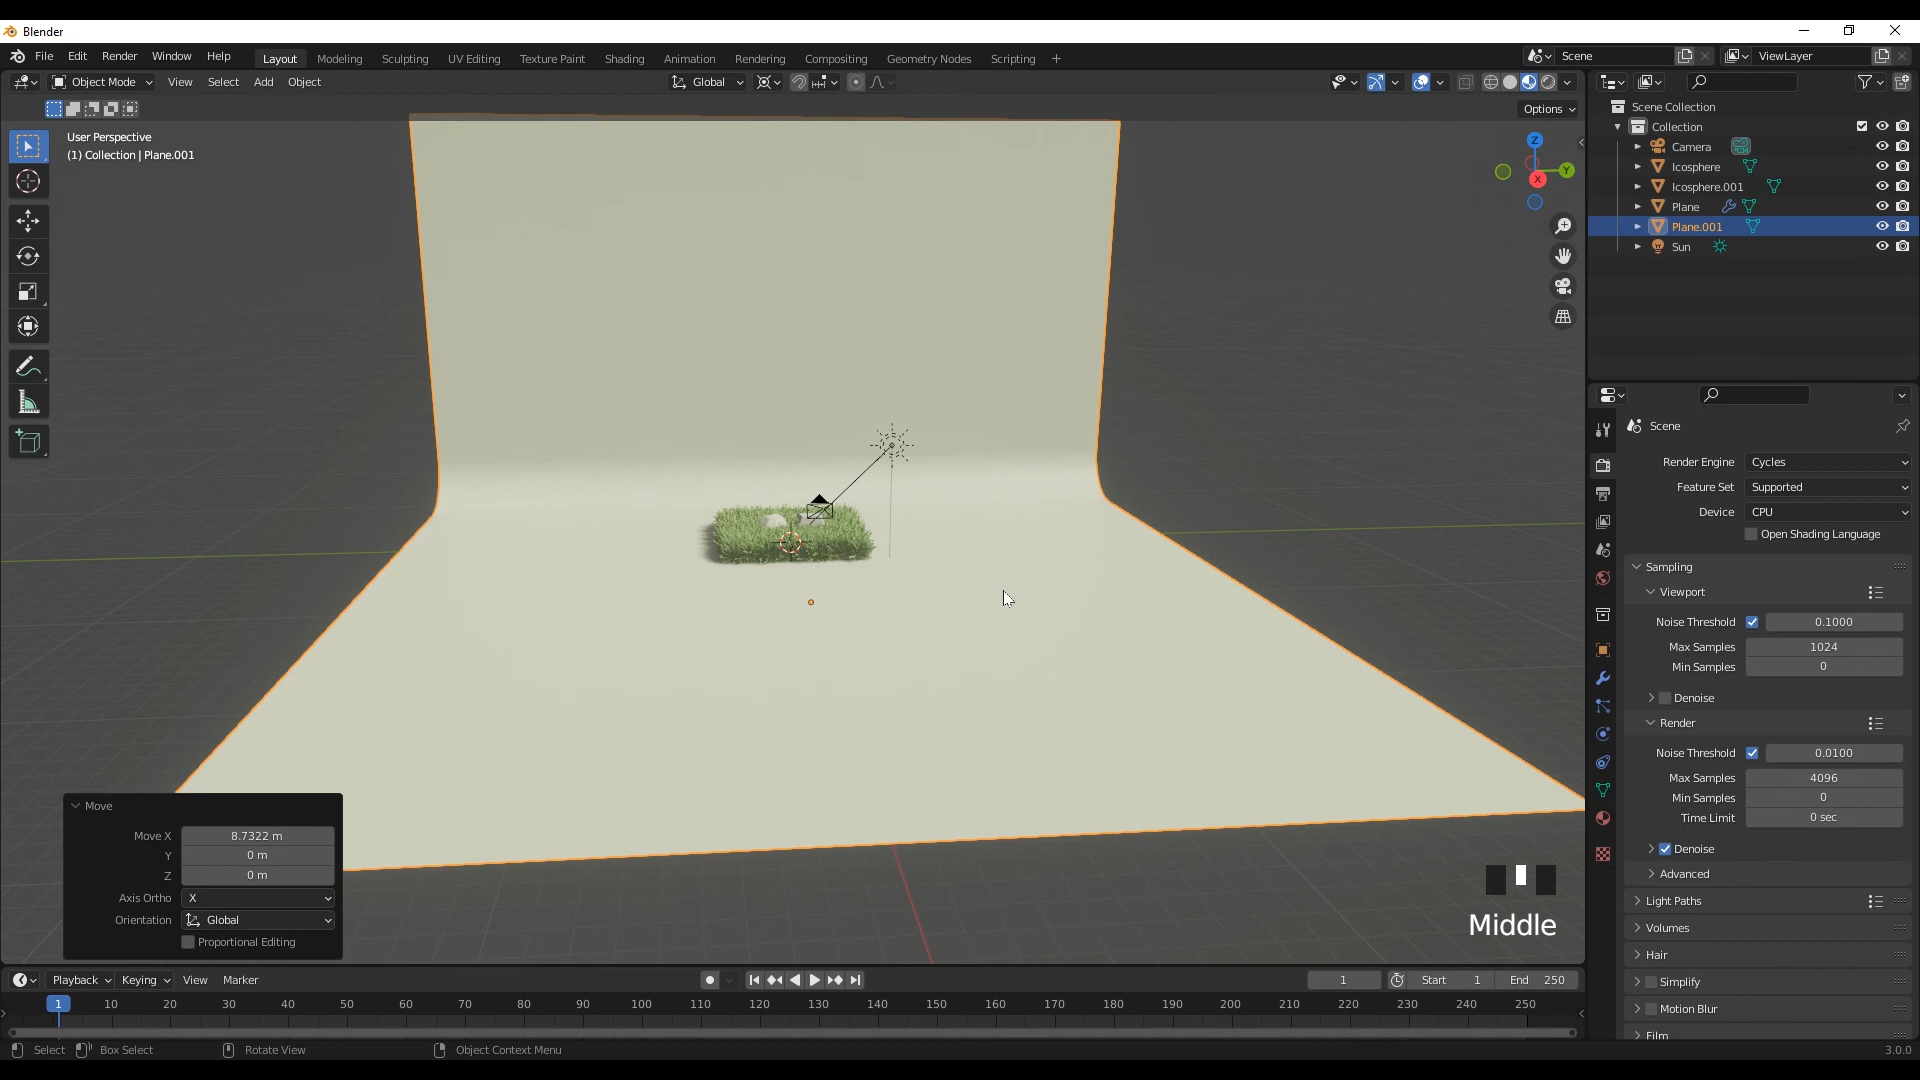 Blender
File Edit Render Window Help Layout Modeling Sculpting UV Editing Texture Paint Shading Animation Rendering Compositing Geometry Nodes Scripting + Scene ViewLayer
Object Mode View Select Add Object Global
Options
User Perspective
(1) Collection | Plane.001
Z
Y
X
Scene Collection
Collection
Camera
Icosphere
Icosphere.001
Plane
Plane.001
Sun
Scene
Render Engine Cycles
Feature Set Supported
Device CPU
Open Shading Language
Sampling
Viewport
Noise Threshold 0.1000
Max Samples 1024
Min Samples 0
Denoise
Render
Noise Threshold 0.0100
Max Samples 4096
Min Samples 0
Time Limit 0 sec
Denoise
Advanced
Light Paths
Volumes
Hair
Simplify
Motion Blur
Film
Move
Move X 8.7322 m
Y 0 m
Z 0 m
Axis Ortho X
Orientation Global
Proportional Editing
Middle
Playback Keying View Marker 1 Start 1 End 250
1 10 20 30 40 50 60 70 80 90 100 110 120 130 140 150 160 170 180 190 200 210 220 230 240 250
Select Box Select Rotate View Object Context Menu 3.0.0